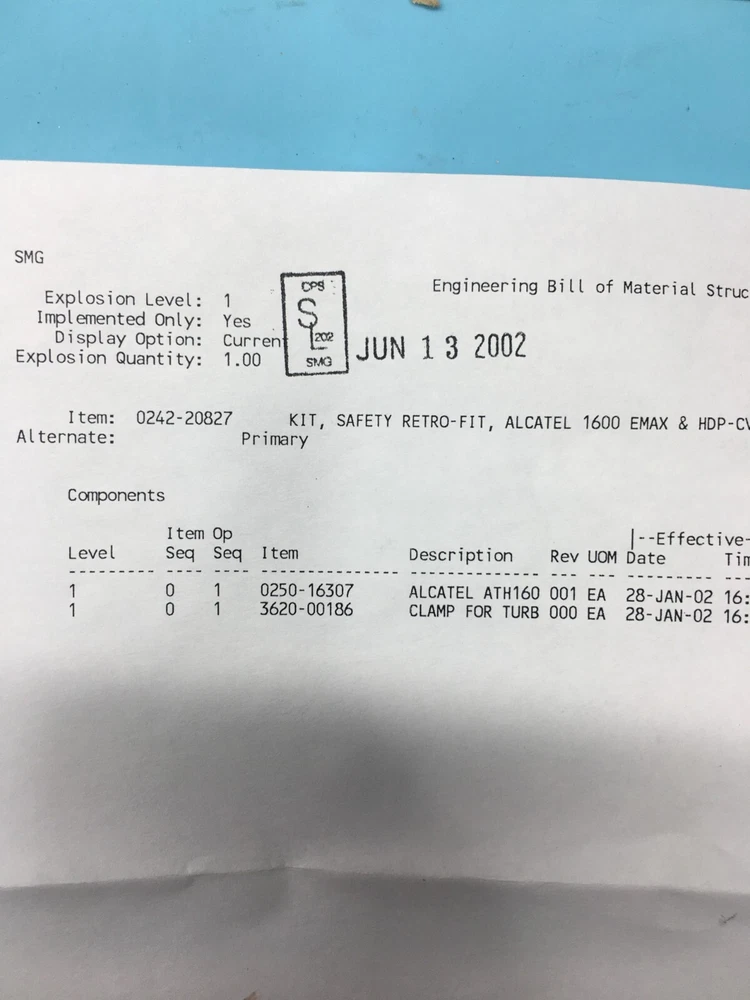 SMG
Engineering Bill of Material Struc
Explosion Level: 1
Implemented Only: Yes
Display Option: Curren
Explosion Quantity: 1.00
CPS
S
L202
SMG
JUN 13 2002
Item: 0242-20827 KIT, SAFETY RETRO-FIT, ALCATEL 1600 EMAX & HDP-CV
Alternate: Primary
Components
Item Op |--Effective-
Level Seq Seq Item Description Rev UOM Date Tim
--------- ---- ---- ------------------ ---------------- --- --- --------- ---
1 0 1 0250-16307 ALCATEL ATH160 001 EA 28-JAN-02 16:
1 0 1 3620-00186 CLAMP FOR TURB 000 EA 28-JAN-02 16: